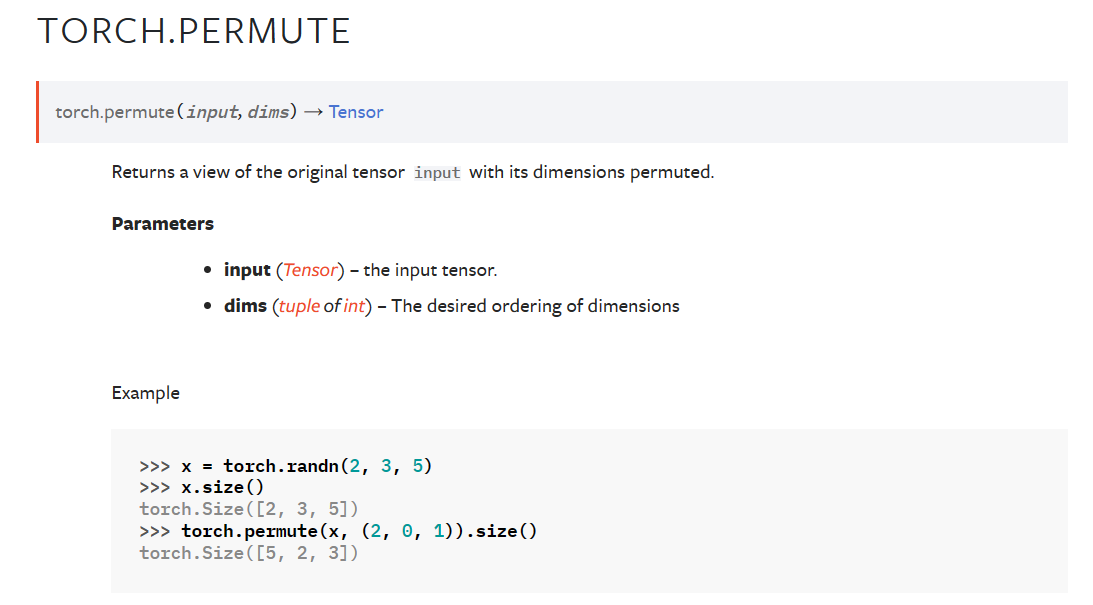 TORCH.PERMUTE
torch.permute(input, dims) → Tensor
Returns a view of the original tensor input with its dimensions permuted.
Parameters
• input (Tensor) – the input tensor.
• dims (tuple of int) – The desired ordering of dimensions
Example
>>> x = torch.randn(2, 3, 5)
>>> x.size()
torch.Size([2, 3, 5])
>>> torch.permute(x, (2, 0, 1)).size()
torch.Size([5, 2, 3])